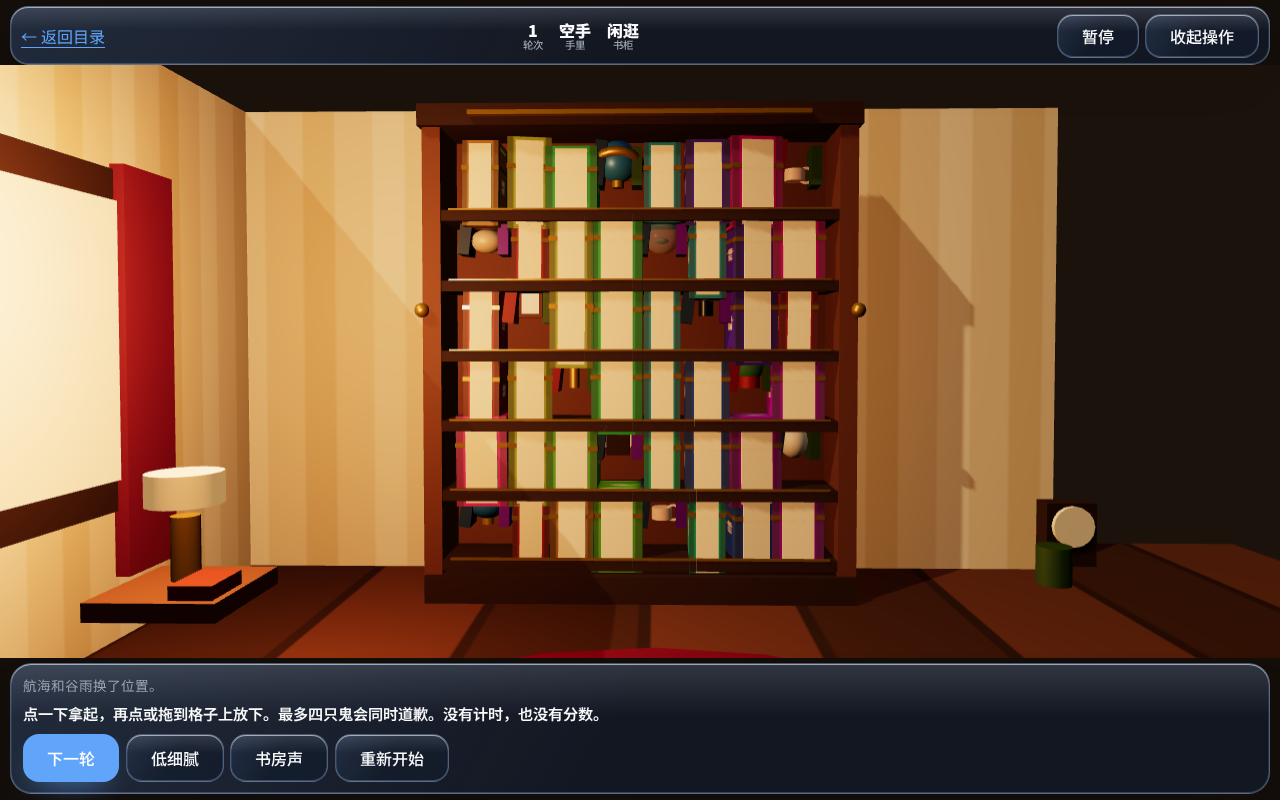 ← 返回目录
1 空手 闲逛
轮次 手里 书柜
暂停 收起操作
航海和谷雨换了位置。
点一下拿起，再点或拖到格子上放下。最多四只鬼会同时道歉。没有计时，也没有分数。
下一轮 低细腻 书房声 重新开始